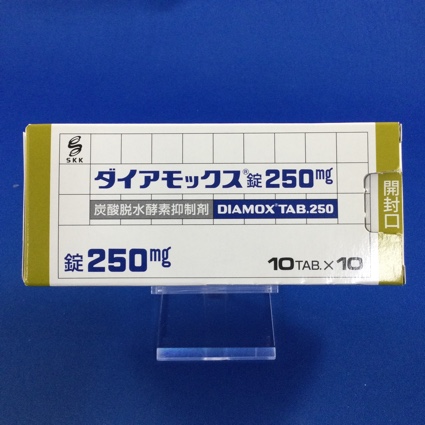 SKK
ダイアモックス®錠250mg
炭酸脱水酵素抑制剤 DIAMOX® TAB.250
錠250mg
10TAB.×10
開封口